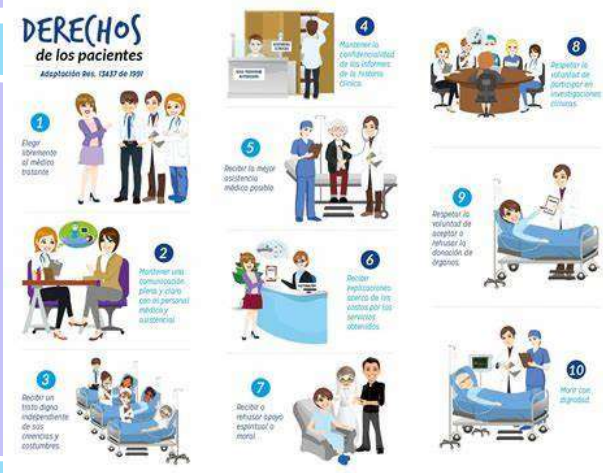 DERECHOS
de los pacientes
Adaptación Res. 13437 de 1991
1
Elegir
libremente
al médico
tratante
2
Mantener una
comunicación
plena y clara
con el personal
médico y
asistencial
3
Recibir un
trato digno
independiente
de sus
creencias y
costumbres.
4
Mantener la
confidencialidad
de los informes
de la historia
clínica.
5
Recibir la mejor
asistencia
médica posible
6
Recibir
explicaciones
acerca de los
costos por los
servicios
obtenidos.
7
Recibir o
rehusar apoyo
espiritual o
moral
8
Respetar la
voluntad de
participar en
investigaciones
clínicas.
9
Respetar la
voluntad de
aceptar o
rehusar la
donación de
órganos.
10
Morir con
dignidad.